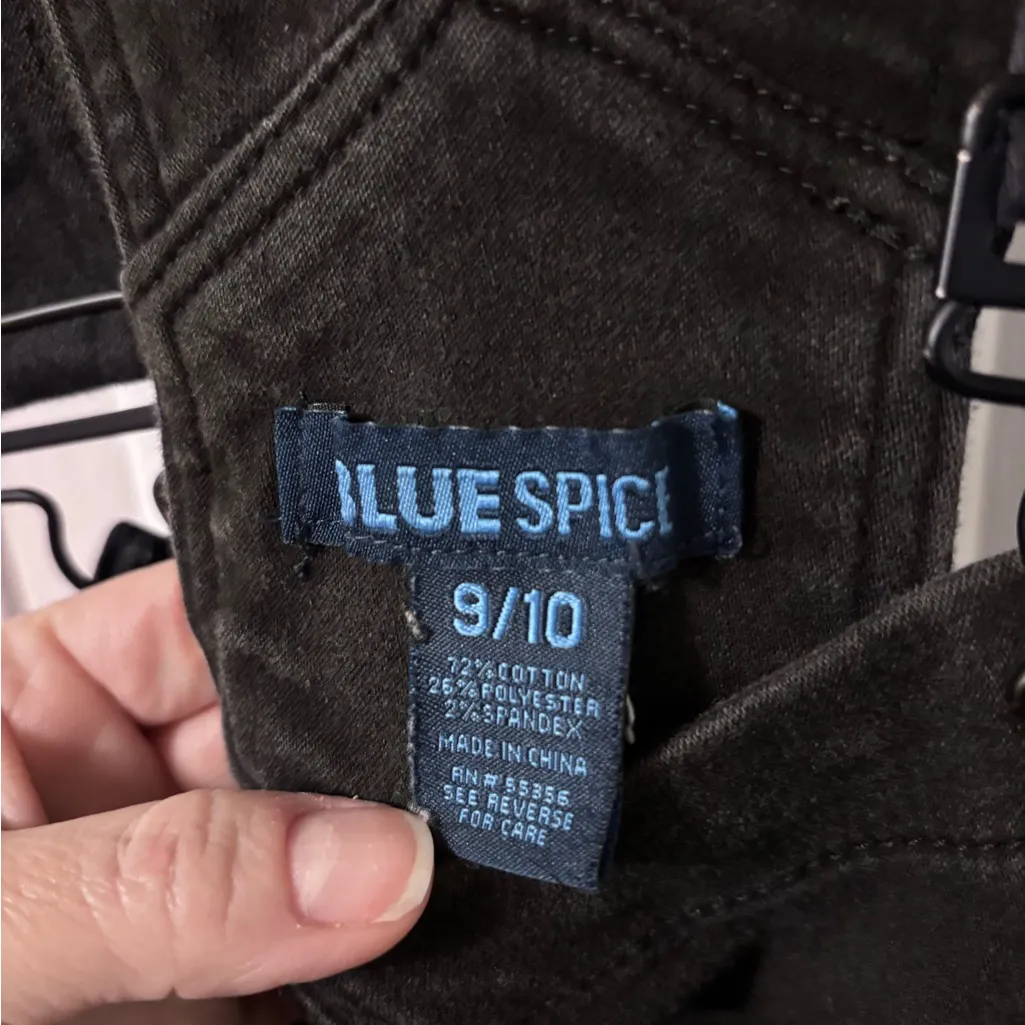 BLUE SPICE
9/10
72% COTTON
26% POLYESTER
2% SPANDEX
MADE IN CHINA
RN# 55356
SEE REVERSE
FOR CARE